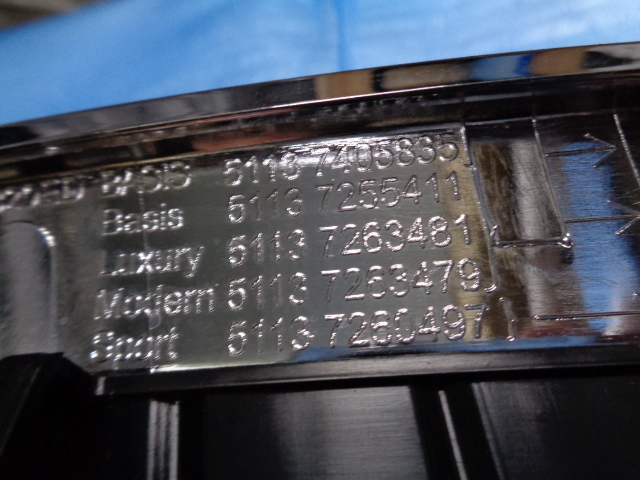 BASIS 5113 7405835
Basis 5113 7255411
Luxury 5113 7263481
Modern 5113 7263479
Sport 5113 7260497